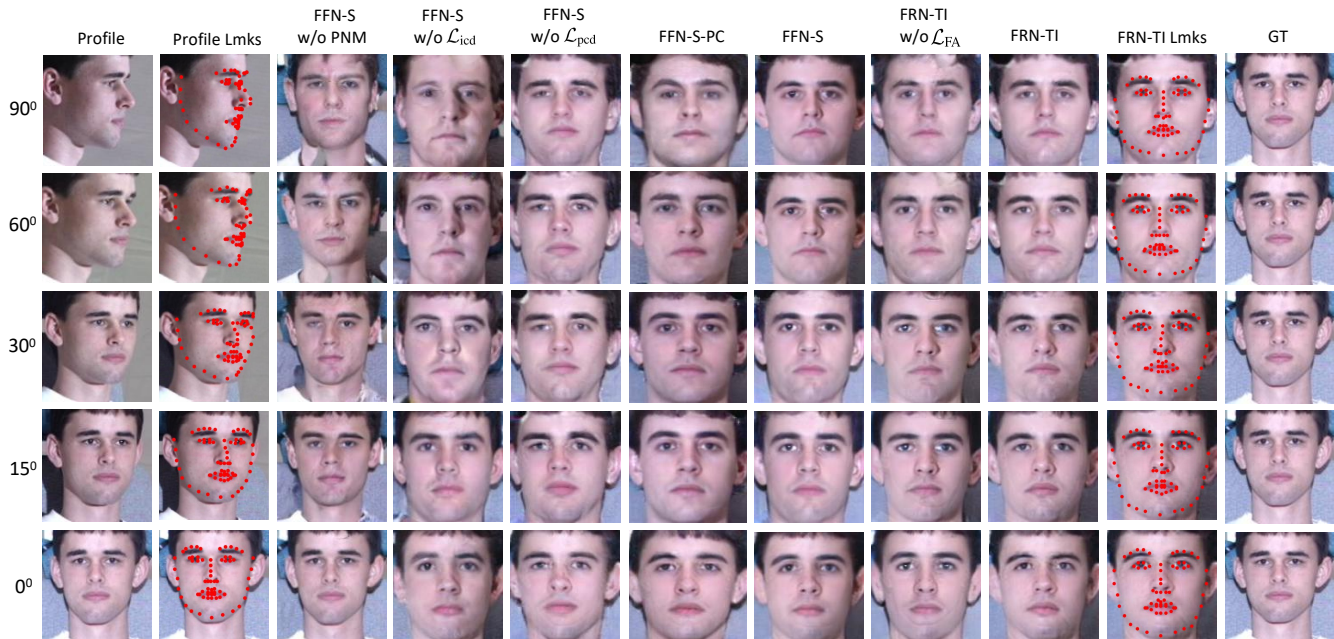 Profile
Profile Lmks
FFN-S
w/o PNM
FFN-S
w/o ℒicd
FFN-S
w/o ℒpcd
FFN-S-PC
FFN-S
FRN-TI
w/o ℒFA
FRN-TI
FRN-TI Lmks
GT
90⁰
60⁰
30⁰
15⁰
0⁰